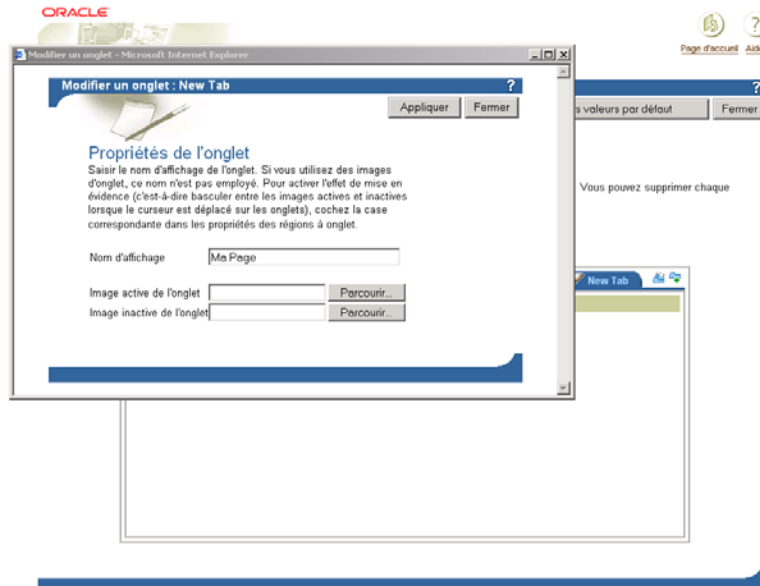 ORACLE
Page d'accueil Aide
Modifier un onglet - Microsoft Internet Explorer
Modifier un onglet : New Tab ?
Appliquer Fermer
Propriétés de l'onglet
Saisir le nom d'affichage de l'onglet. Si vous utilisez des images
d'onglet, ce nom n'est pas employé. Pour activer l'effet de mise en
évidence (c'est-à-dire basculer entre les images actives et inactives
lorsque le curseur est déplacé sur les onglets), cochez la case
correspondante dans les propriétés des régions à onglet.
Nom d'affichage Ma Page
Image active de l'onglet Parcourir...
Image inactive de l'onglet Parcourir...
?
s valeurs par défaut Fermer
Vous pouvez supprimer chaque
New Tab